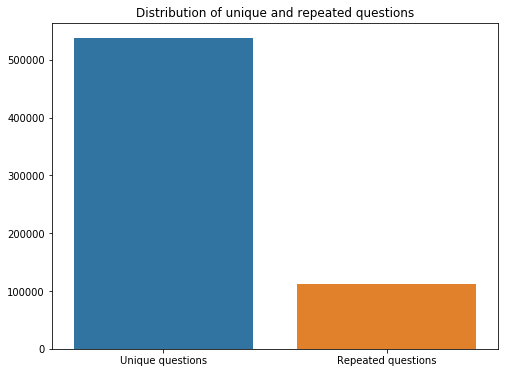 Distribution of unique and repeated questions
500000
400000
300000
200000
100000
0
Unique questions
Repeated questions